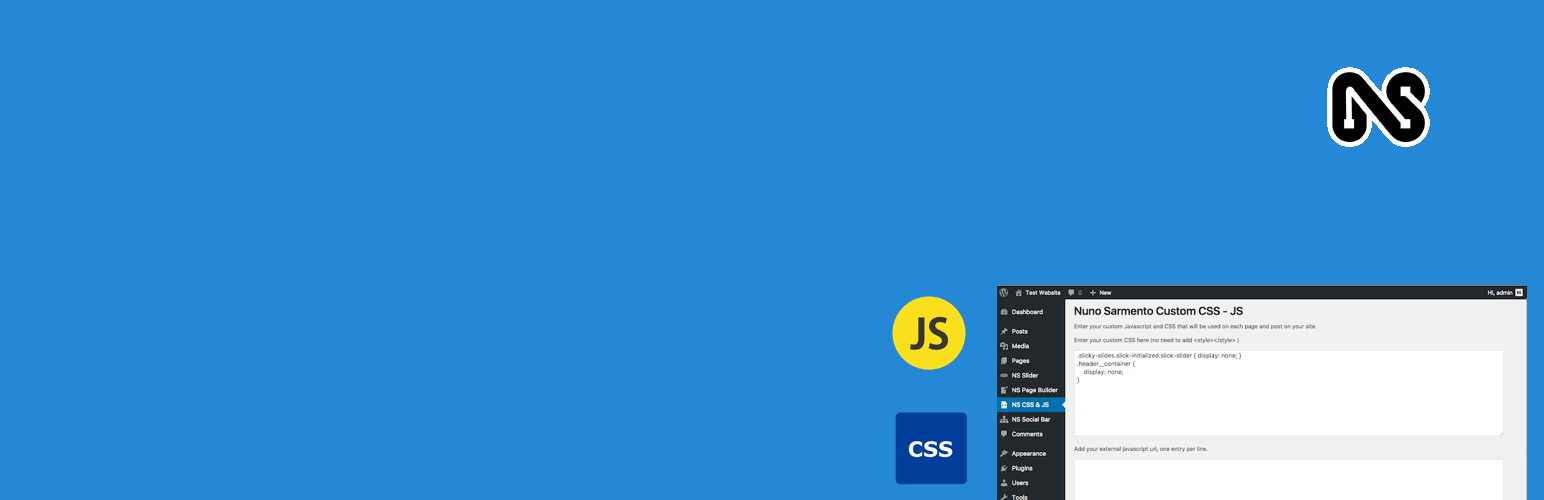 NS
JS
CSS
Test Website 0 New Hi, admin
Dashboard
Posts
Media
Pages
NS Slider
NS Page Builder
NS CSS & JS
NS Social Bar
Comments
Appearance
Plugins
Users
Tools
Nuno Sarmento Custom CSS - JS
Enter your custom Javascript and CSS that will be used on each page and post on your site.
Enter your custom CSS here (no need to add <style></style> )
.slicky-slides.slick-initialized.slick-slider { display: none; }
.header__container {
display: none;
}
Add your external javascript url, one entry per line.